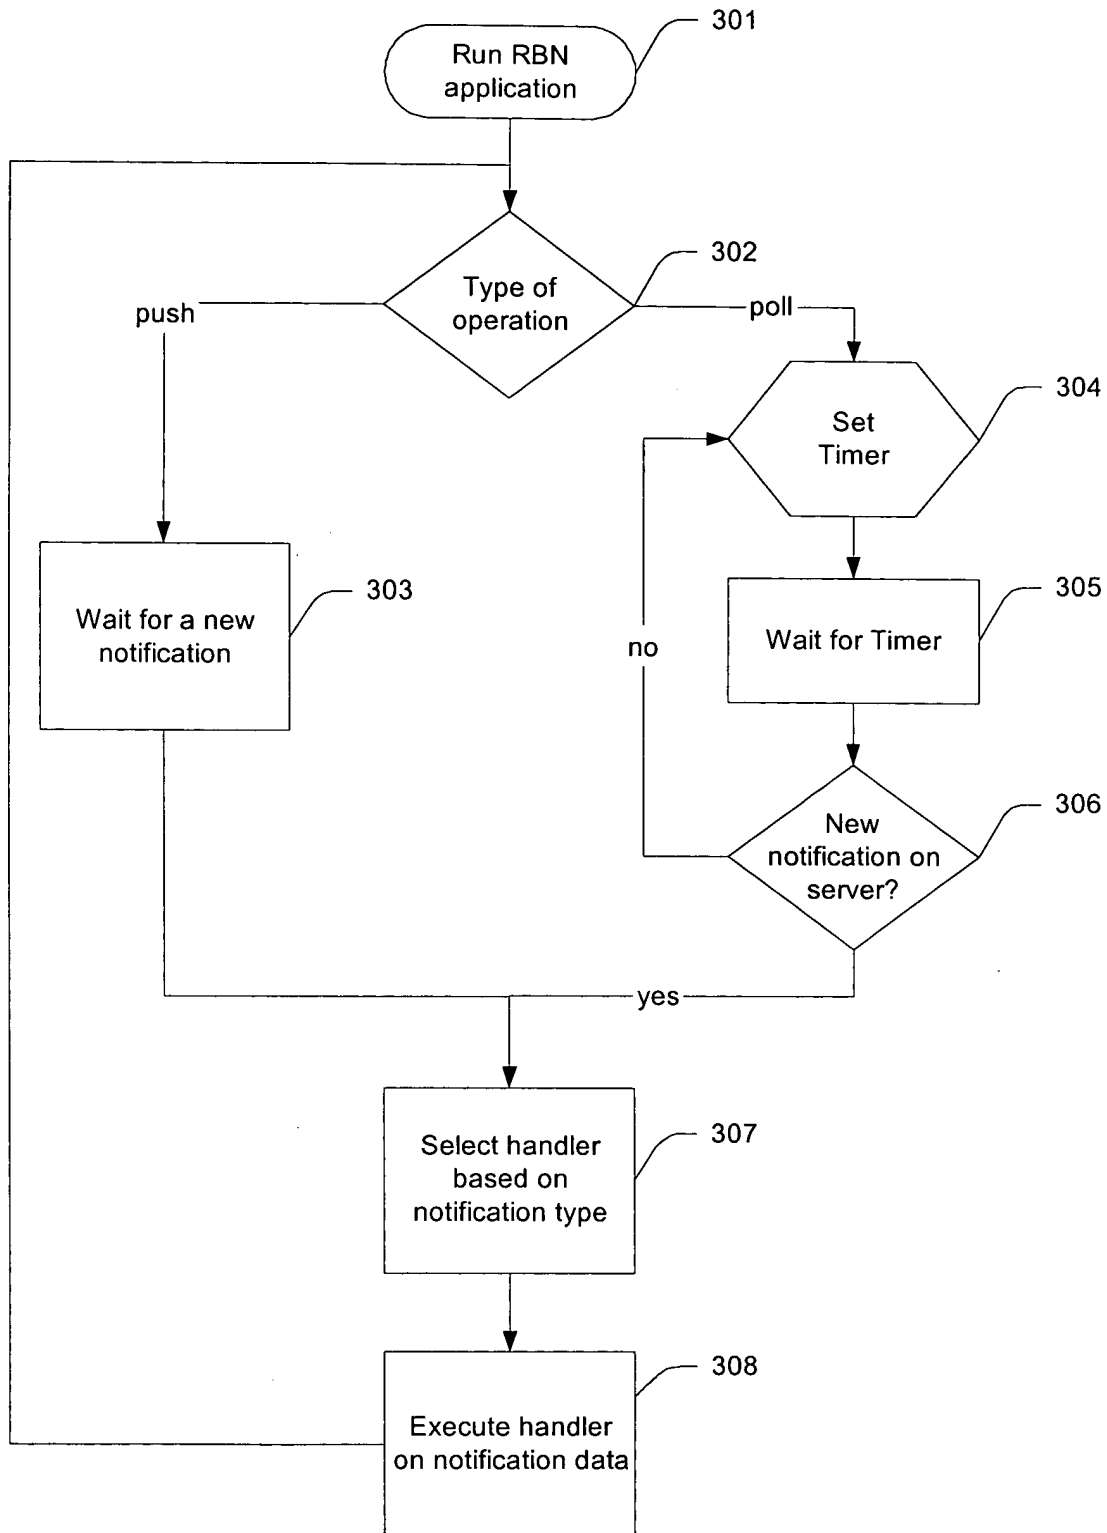 301
Run RBN
application
302
Type of
operation
push
poll
304
Set
Timer
303
Wait for a new
notification
305
Wait for Timer
no
306
New
notification on
server?
yes
307
Select handler
based on
notification type
308
Execute handler
on notification data